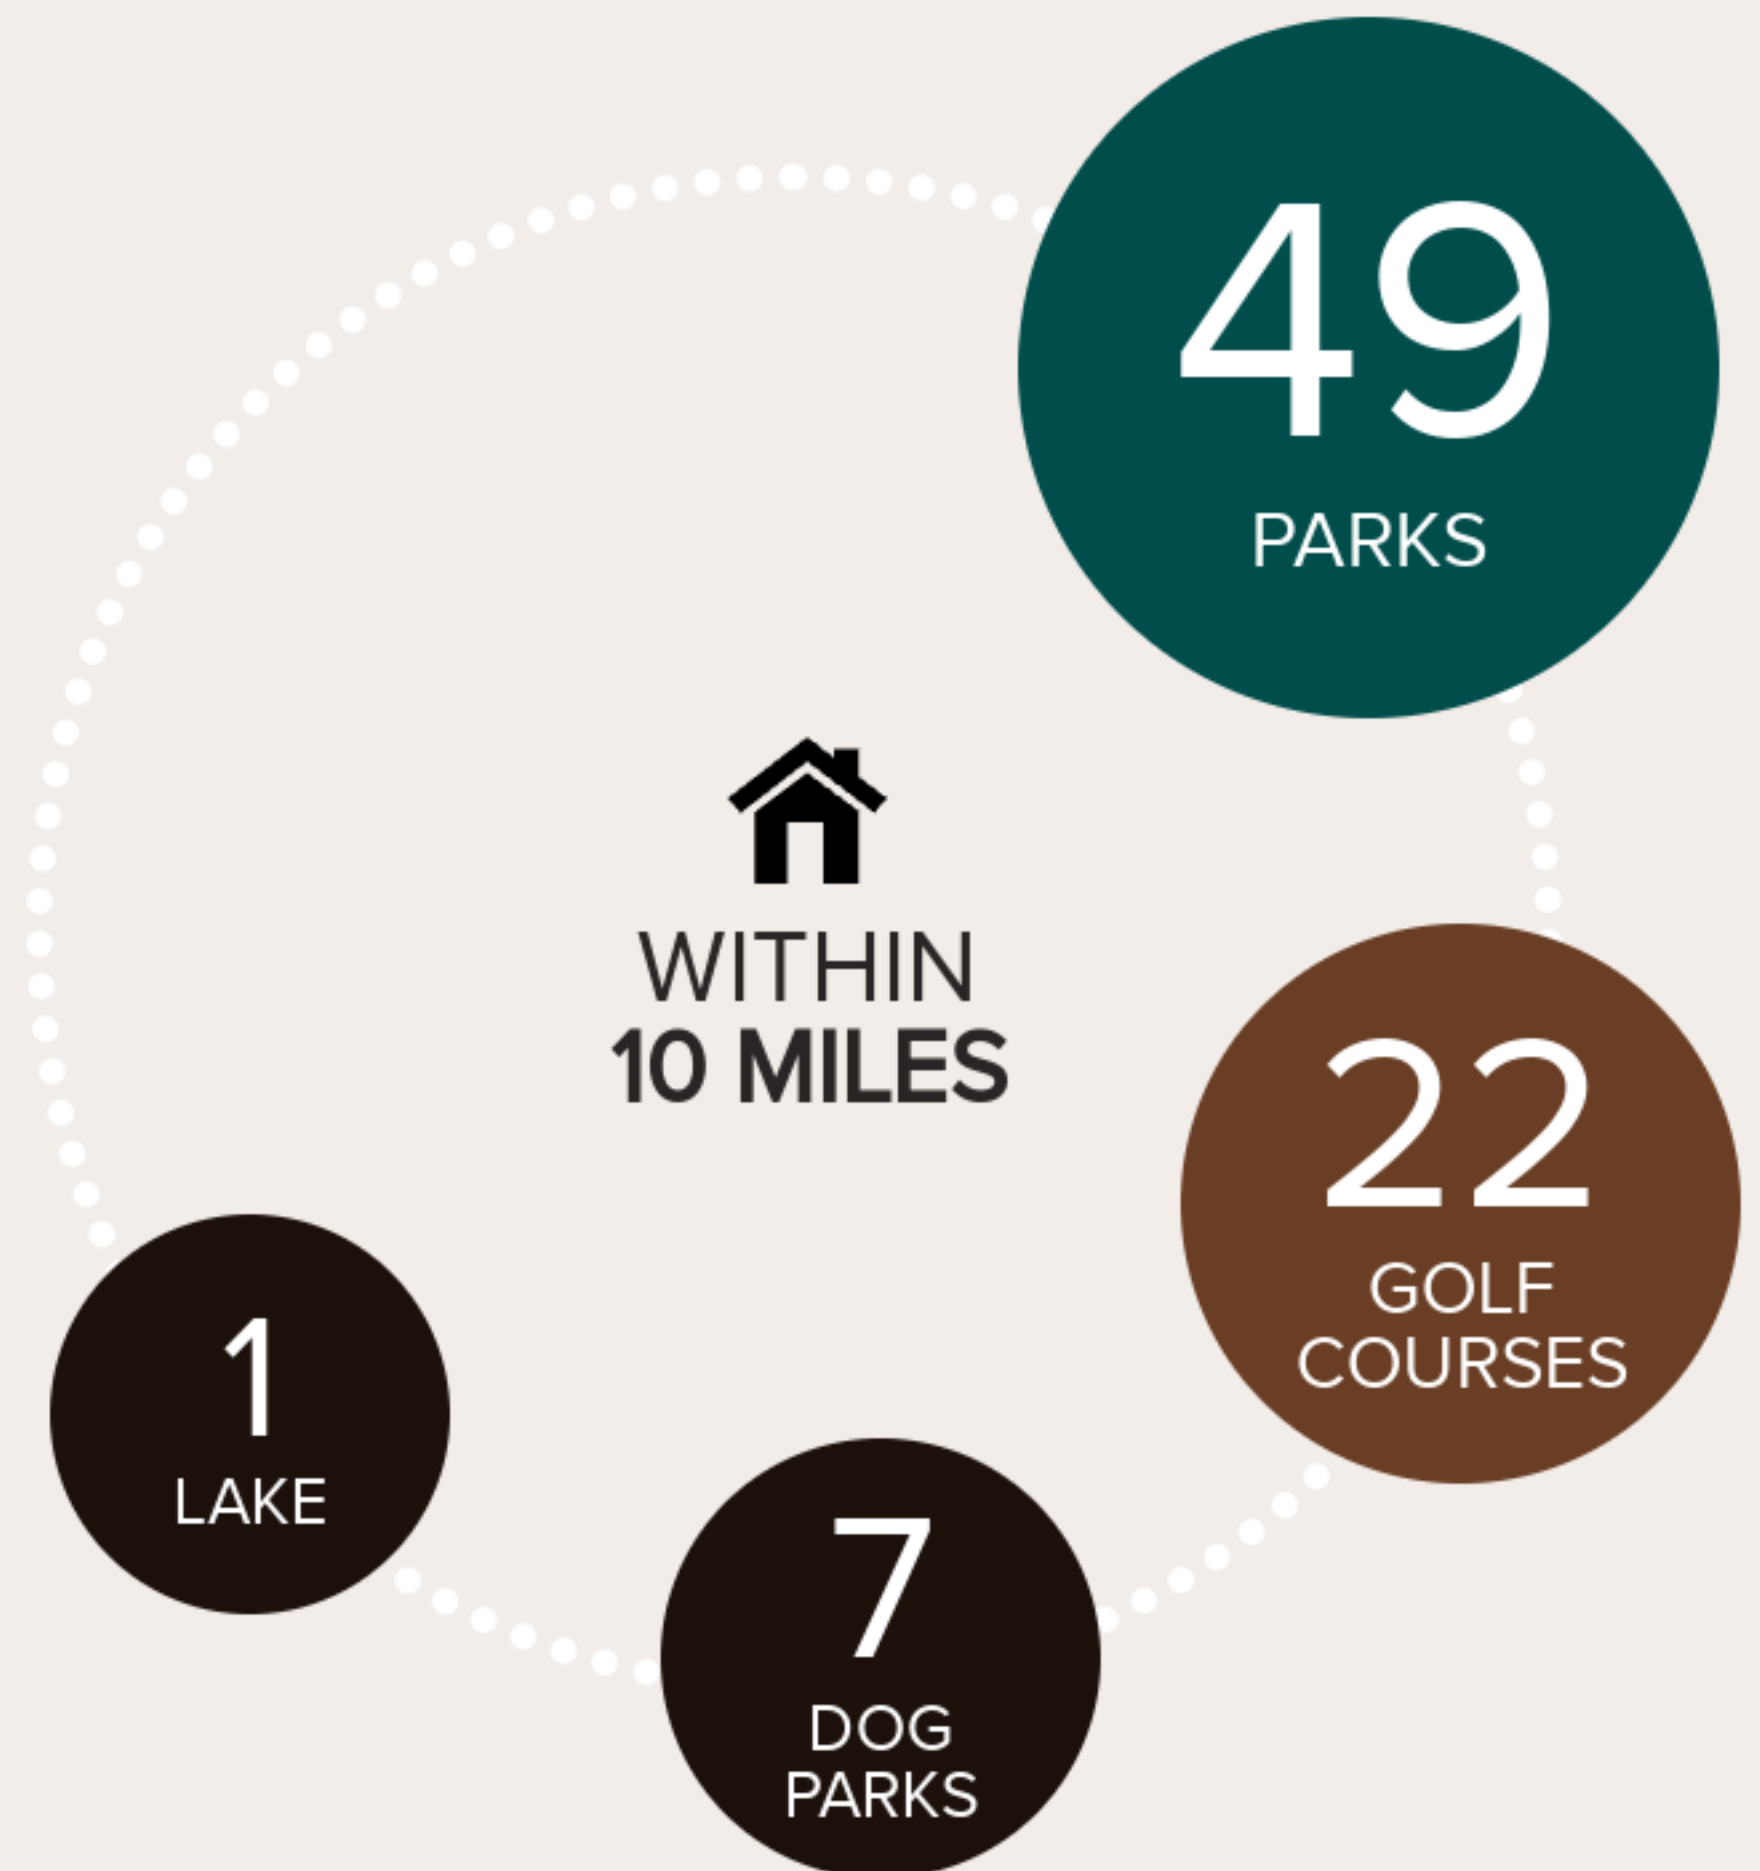 49
PARKS
WITHIN
10 MILES
22
GOLF
COURSES
1
LAKE
7
DOG
PARKS